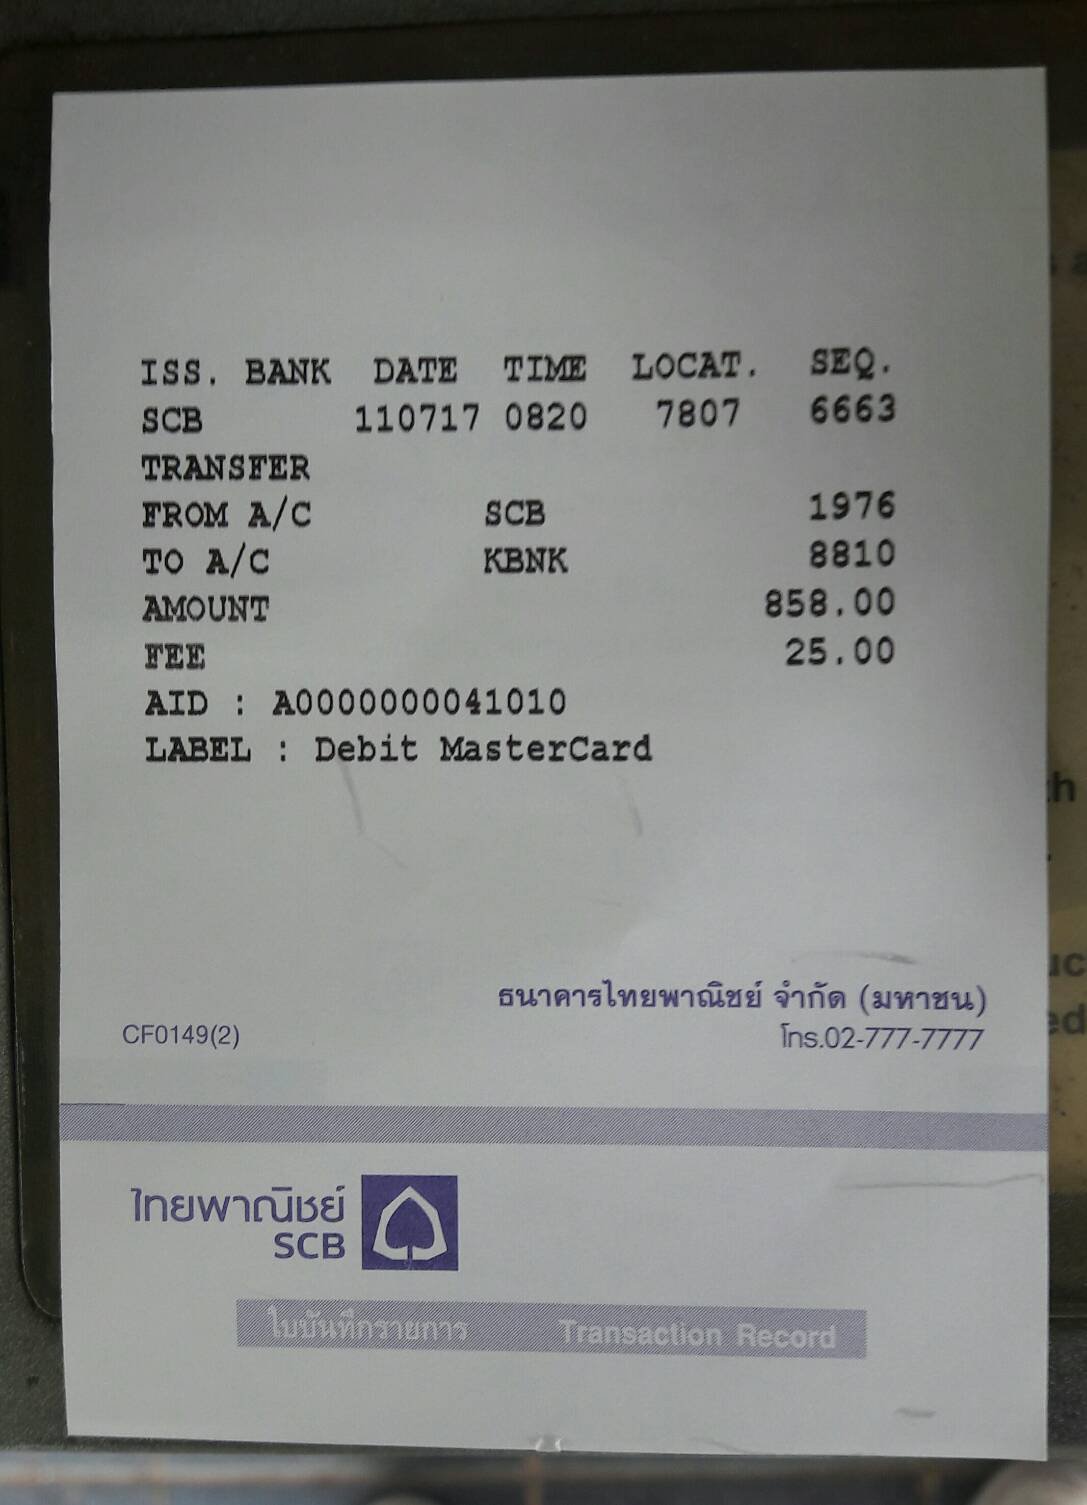 ISS. BANK DATE TIME LOCAT. SEQ.
SCB 110717 0820 7807 6663
TRANSFER
FROM A/C SCB 1976
TO A/C KBNK 8810
AMOUNT 858.00
FEE 25.00
AID : A0000000041010
LABEL : Debit MasterCard
ธนาคารไทยพาณิชย์ จำกัด (มหาชน)
CF0149(2) โทร.02-777-7777
ไทยพาณิชย์
SCB
ใบบันทึกรายการ Transaction Record